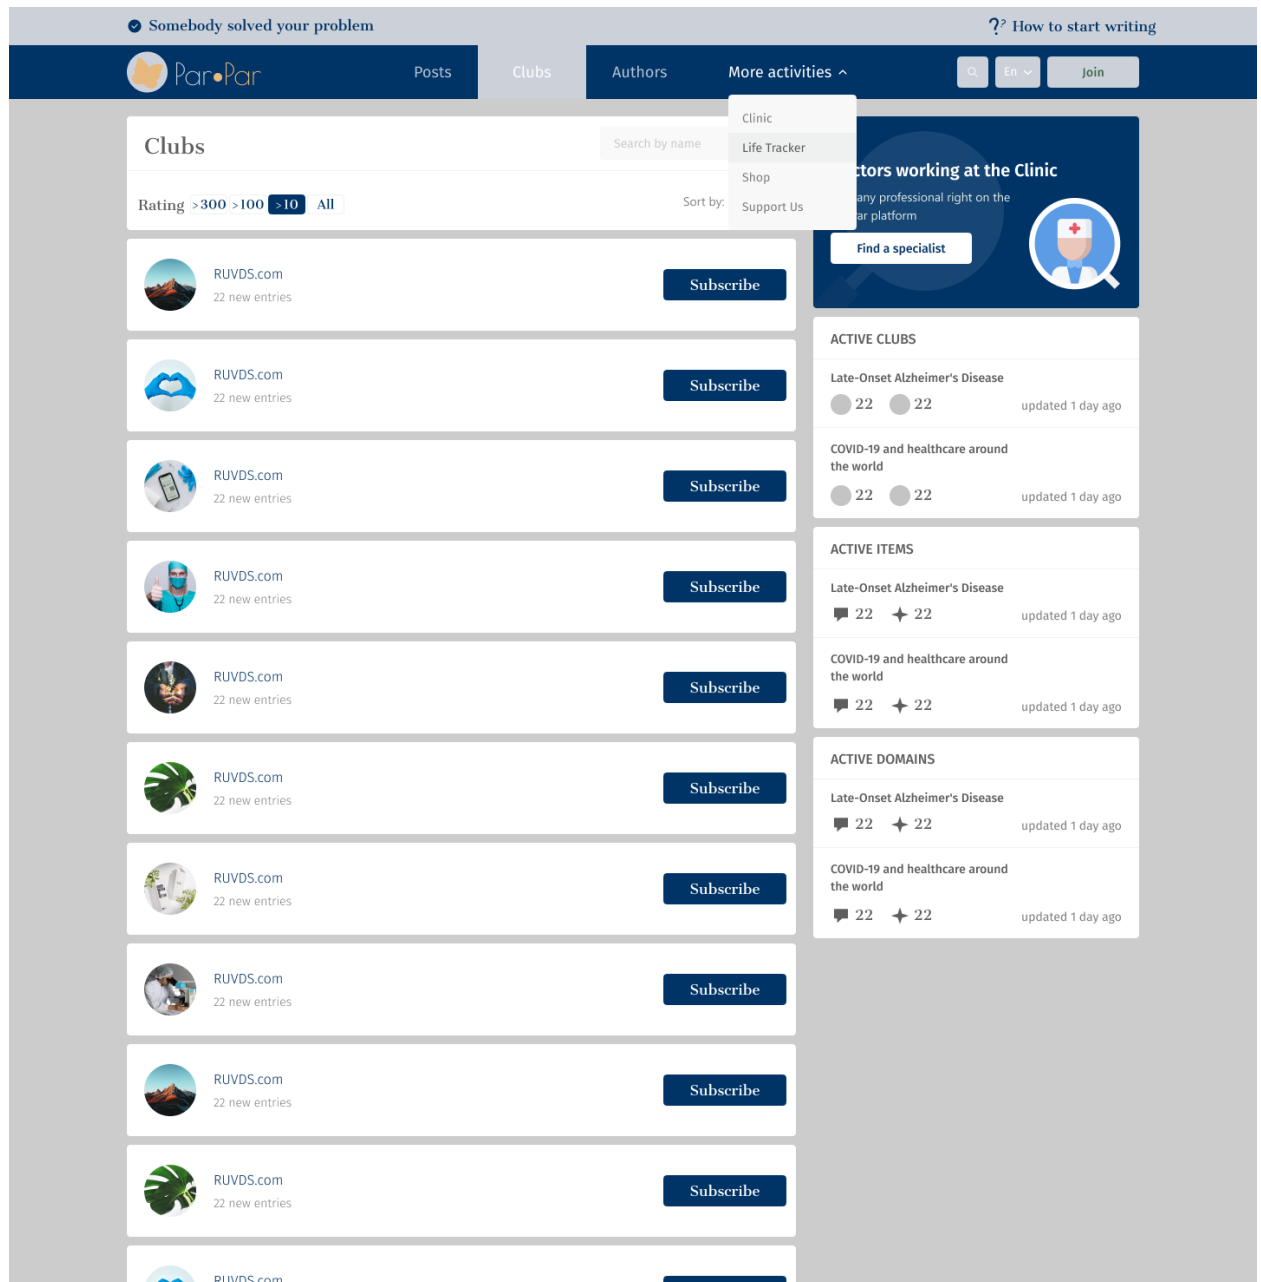 Somebody solved your problem
?? How to start writing
Par Par
Posts
Clubs
Authors
More activities
En
Join
Clinic
Life Tracker
Shop
Support Us
Clubs
Search by name
Rating >300 >100 >10 All
Sort by:
working at the Clinic
any professional right on the
platform
Find a specialist
RUVDS.com
22 new entries
Subscribe
RUVDS.com
22 new entries
Subscribe
RUVDS.com
22 new entries
Subscribe
RUVDS.com
22 new entries
Subscribe
RUVDS.com
22 new entries
Subscribe
RUVDS.com
22 new entries
Subscribe
RUVDS.com
22 new entries
Subscribe
RUVDS.com
22 new entries
Subscribe
RUVDS.com
22 new entries
Subscribe
RUVDS.com
22 new entries
Subscribe
RUVDS.com
ACTIVE CLUBS
Late-Onset Alzheimer's Disease
22 22 updated 1 day ago
COVID-19 and healthcare around
the world
22 22 updated 1 day ago
ACTIVE ITEMS
Late-Onset Alzheimer's Disease
22 22 updated 1 day ago
COVID-19 and healthcare around
the world
22 22 updated 1 day ago
ACTIVE DOMAINS
Late-Onset Alzheimer's Disease
22 22 updated 1 day ago
COVID-19 and healthcare around
the world
22 22 updated 1 day ago